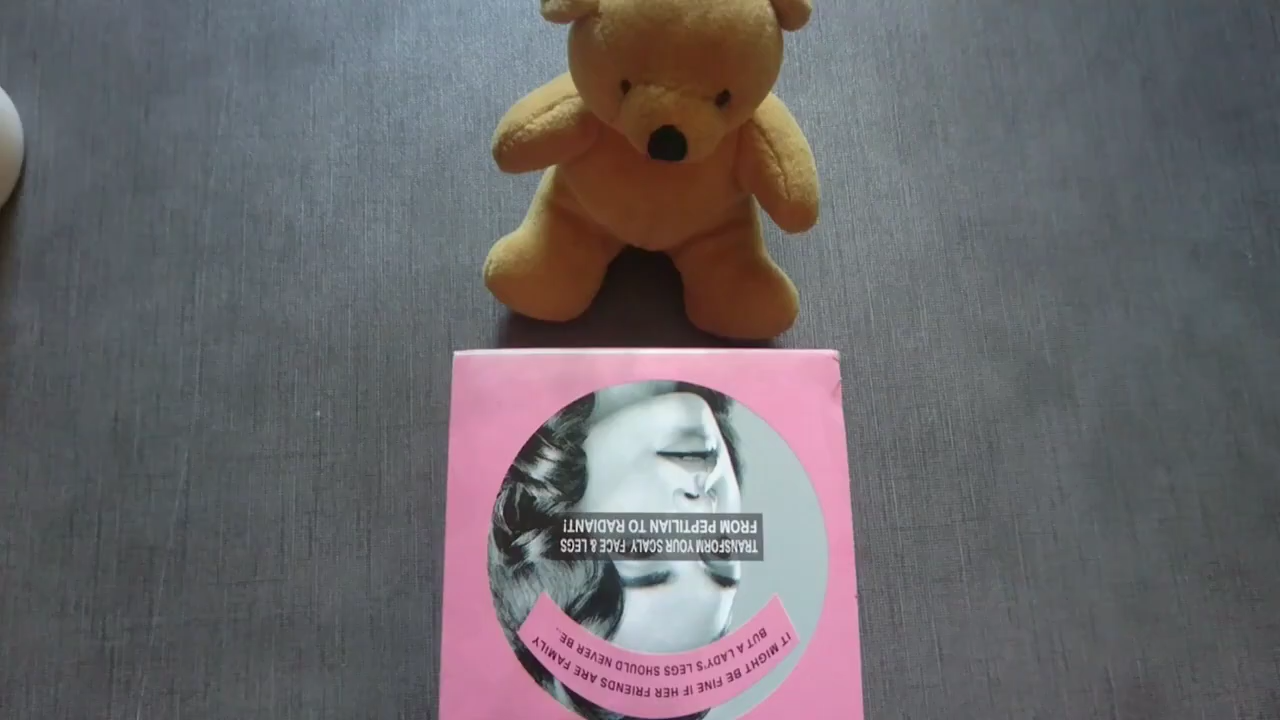 IT MIGHT BE FINE IF HER FRIENDS ARE FAMILY
BUT A LADY'S LEGS SHOULD NEVER BE...
TRANSFORM YOUR SCALY FACE & LEGS
FROM PEPTILIAN TO RADIANT!